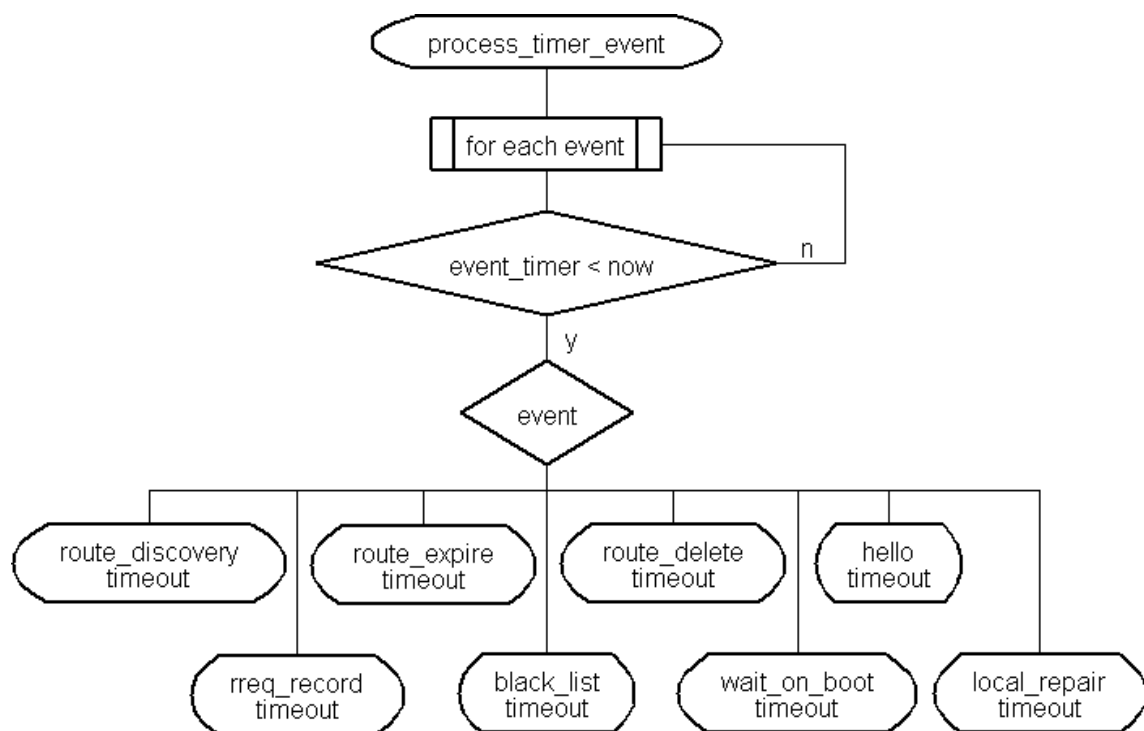 process_timer_event
for each event
event_timer < now
n
y
event
route_discovery
timeout
route_expire
timeout
route_delete
timeout
hello
timeout
rreq_record
timeout
black_list
timeout
wait_on_boot
timeout
local_repair
timeout